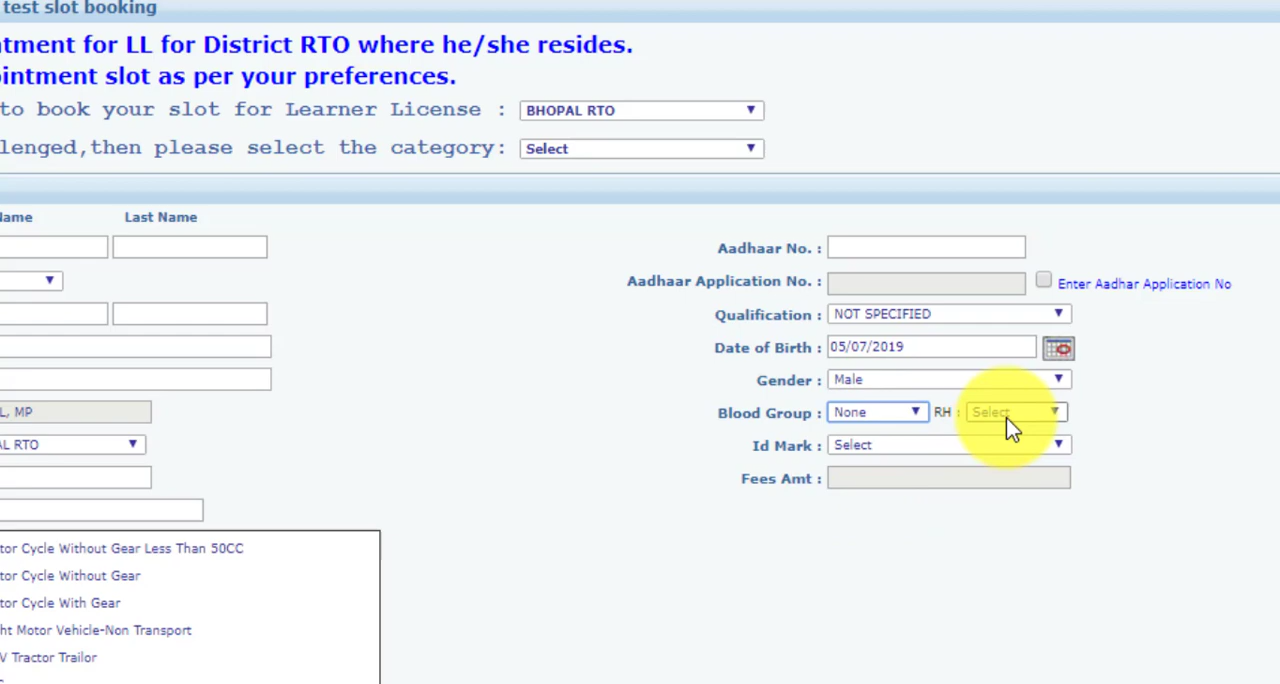 test slot booking
tment for LL for District RTO where he/she resides.
ointment slot as per your preferences.
to book your slot for Learner License : BHOPAL RTO
lenged,then please select the category: Select
Name Last Name
Aadhaar No. :
Aadhaar Application No. : Enter Aadhar Application No
Qualification : NOT SPECIFIED
Date of Birth : 05/07/2019
Gender : Male
L, MP
Blood Group : None RH : Select
AL RTO
Id Mark : Select
Fees Amt :
tor Cycle Without Gear Less Than 50CC
tor Cycle Without Gear
tor Cycle With Gear
ht Motor Vehicle-Non Transport
V Tractor Trailor